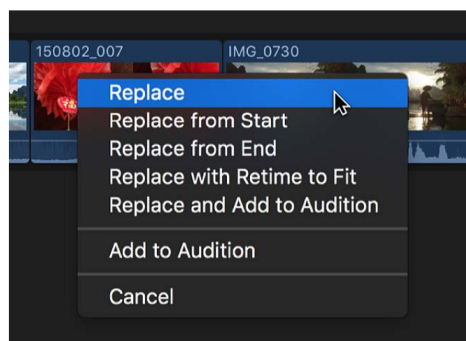 150802_007
IMG_0730
Replace
Replace from Start
Replace from End
Replace with Retime to Fit
Replace and Add to Audition
Add to Audition
Cancel